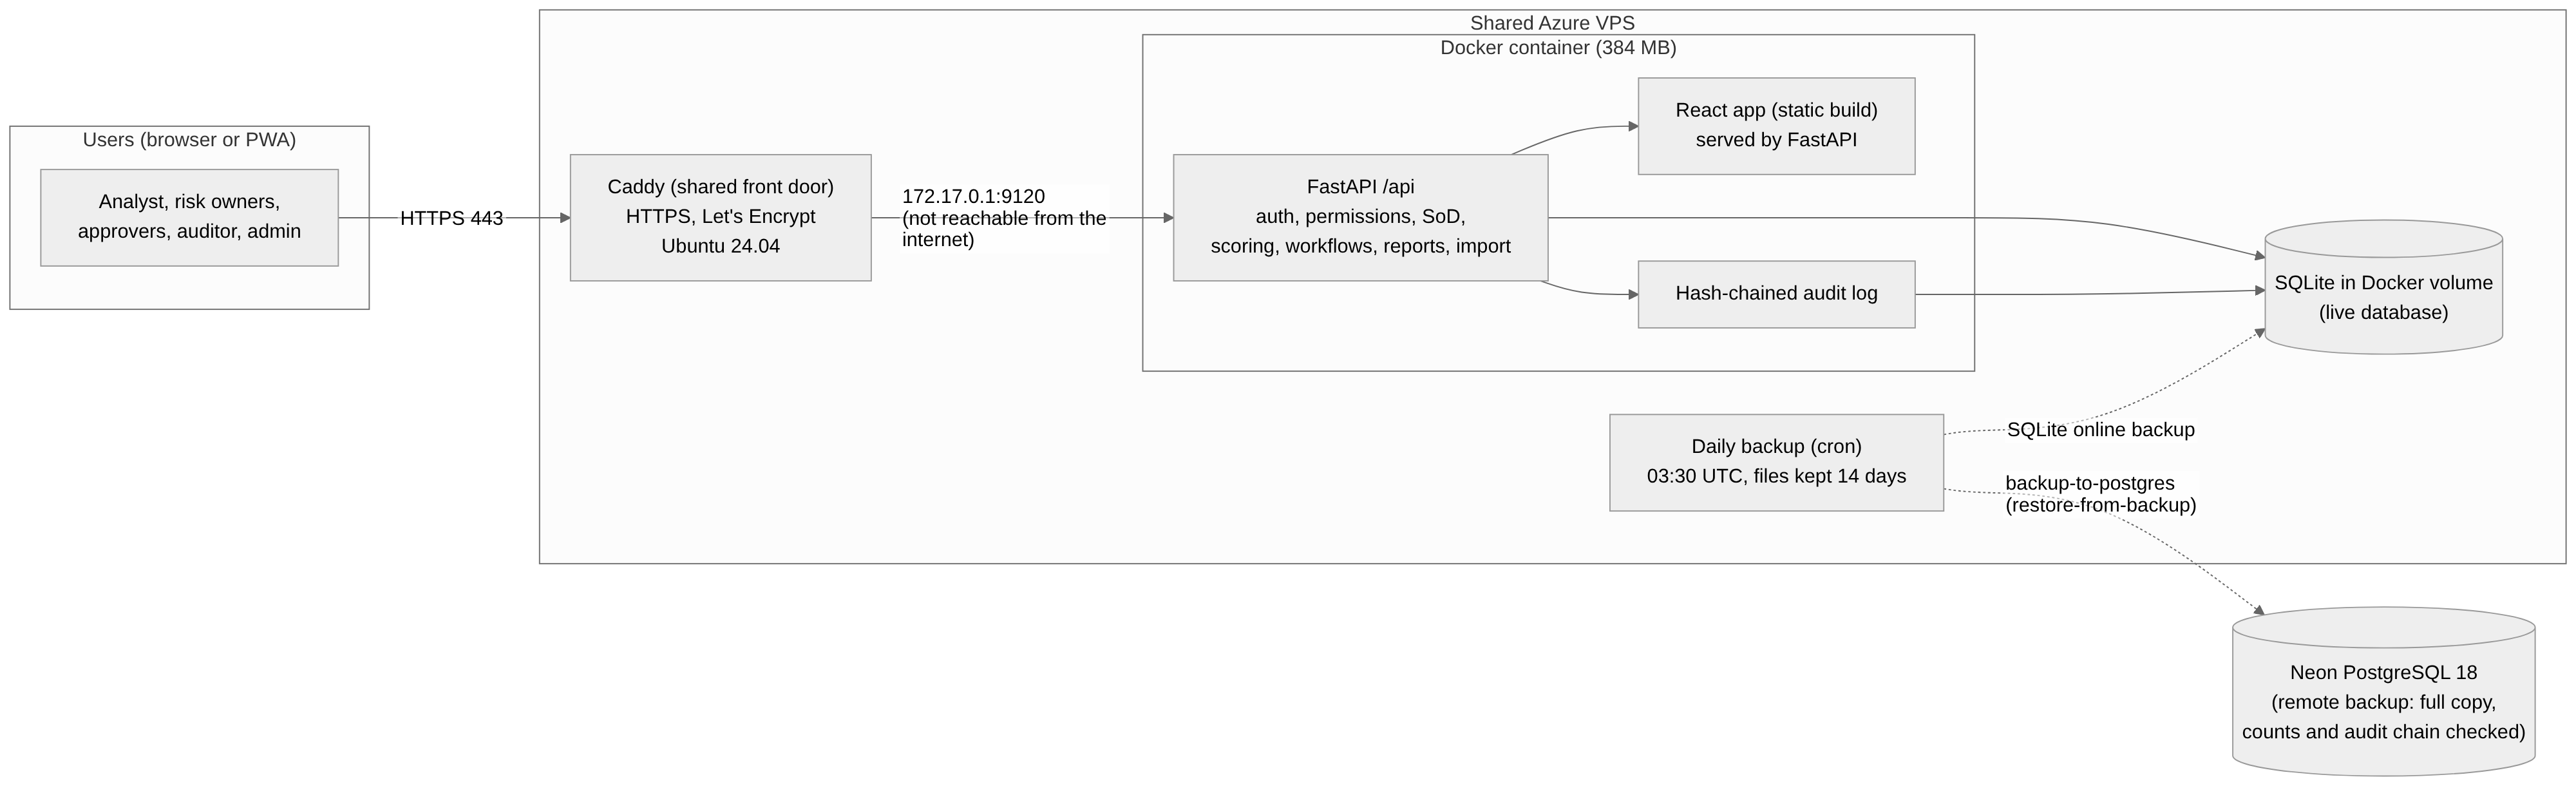 Shared Azure VPS
Docker container (384 MB)
Users (browser or PWA)
Analyst, risk owners,
approvers, auditor, admin
HTTPS 443
Caddy (shared front door)
HTTPS, Let's Encrypt
Ubuntu 24.04
172.17.0.1:9120
(not reachable from the
internet)
FastAPI /api
auth, permissions, SoD,
scoring, workflows, reports, import
React app (static build)
served by FastAPI
Hash-chained audit log
SQLite in Docker volume
(live database)
Daily backup (cron)
03:30 UTC, files kept 14 days
SQLite online backup
backup-to-postgres
(restore-from-backup)
Neon PostgreSQL 18
(remote backup: full copy,
counts and audit chain checked)